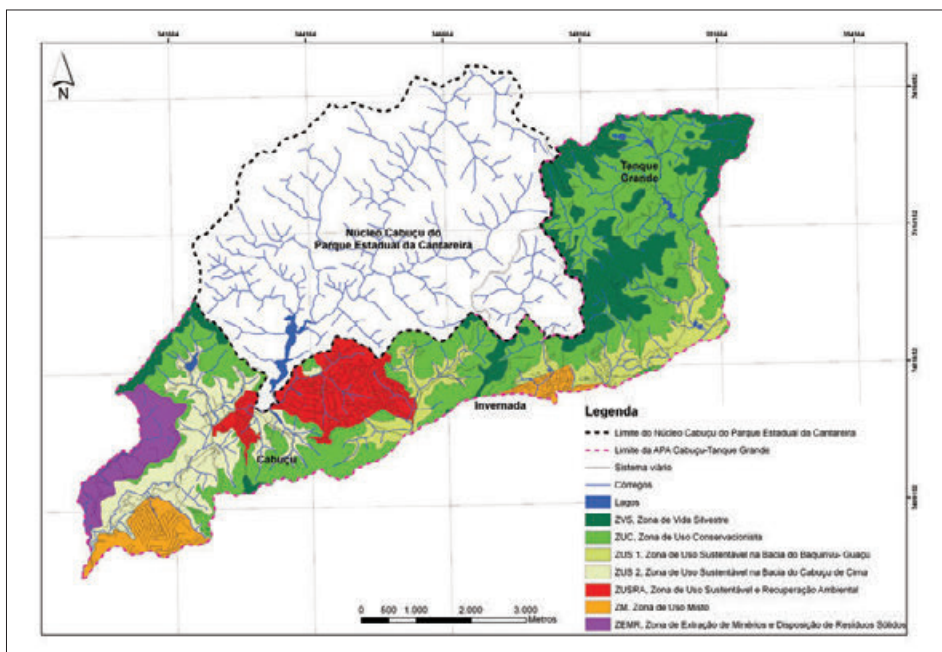 N
Tanque
Grande
Núcleo Cabuçu do
Parque Estadual da Cantareira
Invernada
Cabuçu
Legenda
Limite do Núcleo Cabuçu do Parque Estadual da Cantareira
Limite da APA Cabuçu-Tanque Grande
Sistema viário
Córregos
Lagos
ZVS, Zona de Vida Silvestre
ZUC, Zona de Uso Conservacionista
ZUS 1, Zona de Uso Sustentável na Bacia do Baquirivu- Guaçu
ZUS 2, Zona de Uso Sustentável na Bacia do Cabuçu de Cima
ZUSRA, Zona de Uso Sustentável e Recuperação Ambiental
ZM, Zona de Uso Misto
ZEMR, Zona de Extração de Minérios e Disposição de Resíduos Sólidos
0 500 1.000 2.000 3.000
Metros